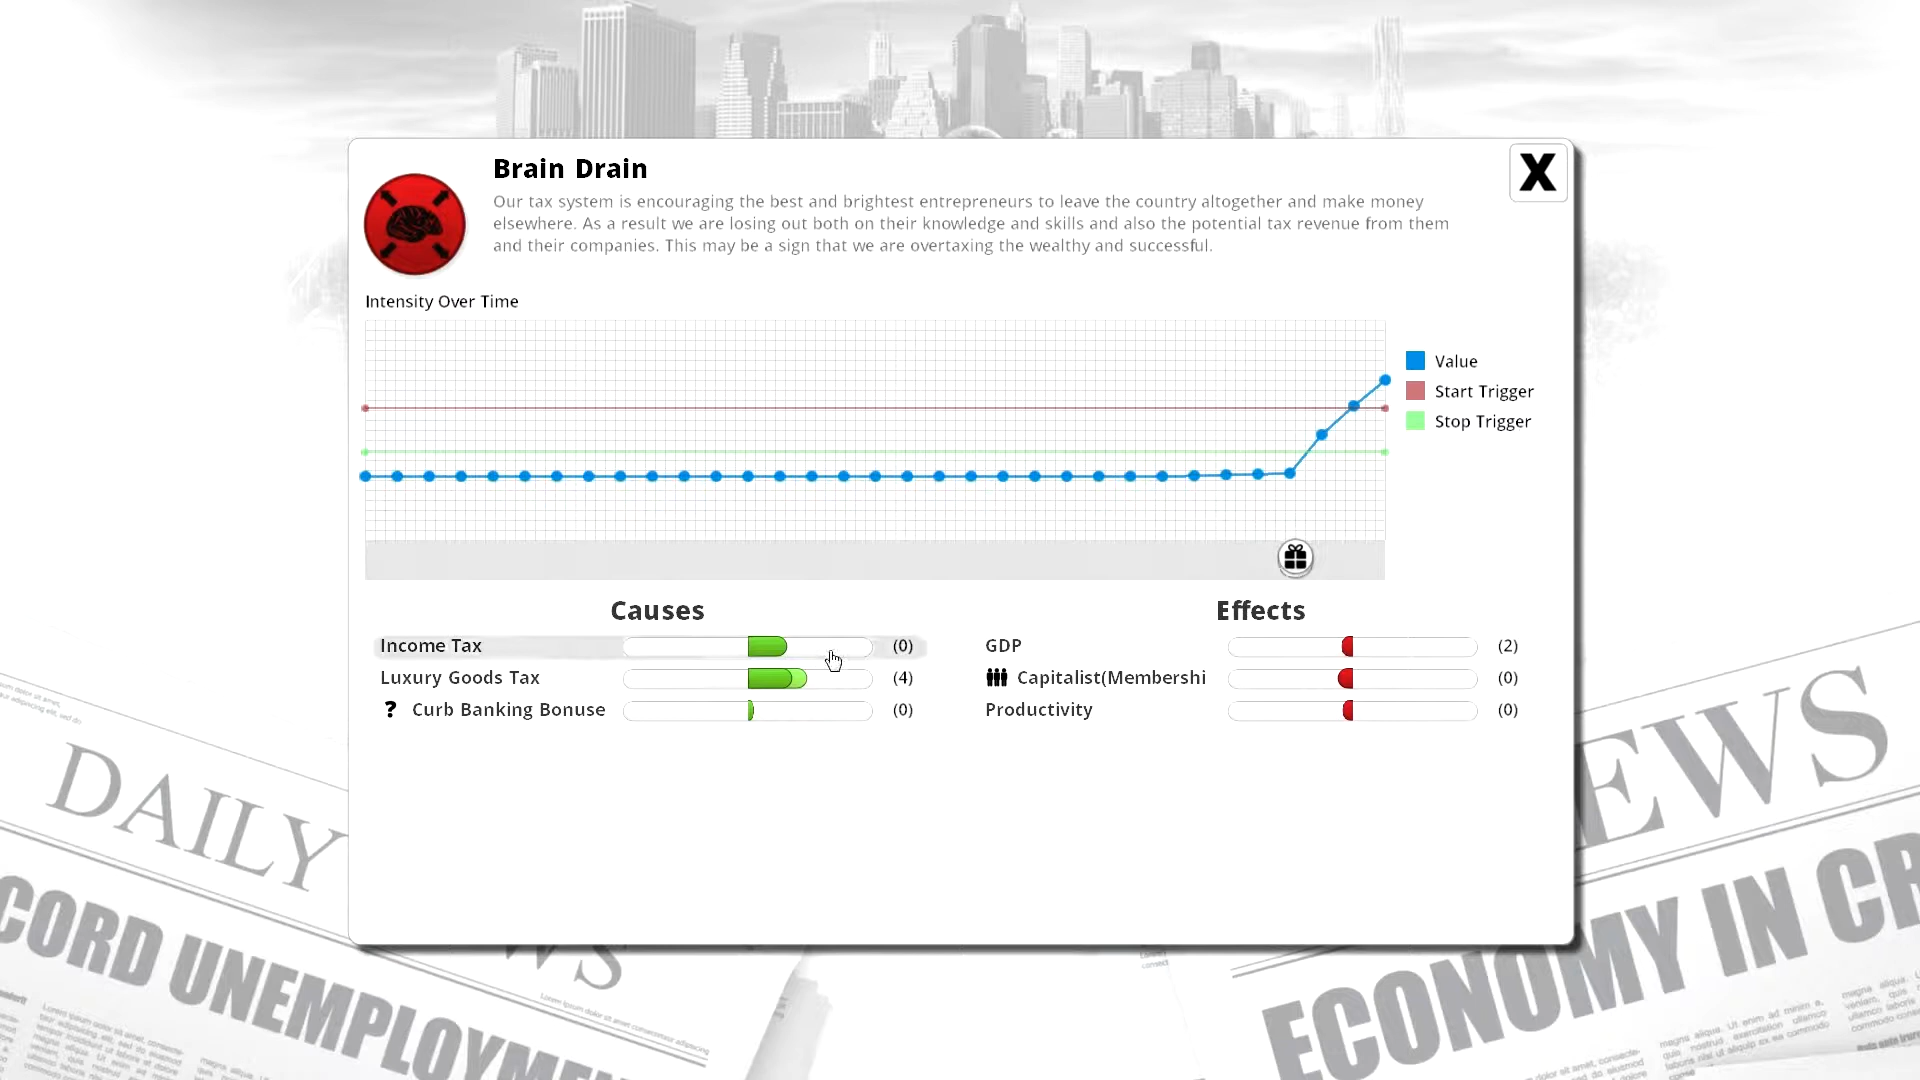 Brain Drain
X
Our tax system is encouraging the best and brightest entrepreneurs to leave the country altogether and make money
elsewhere. As a result we are losing out both on their knowledge and skills and also the potential tax revenue from them
and their companies. This may be a sign that we are overtaxing the wealthy and successful.
Intensity Over Time
Value
Start Trigger
Stop Trigger
Causes
Effects
Income Tax (0)
GDP (2)
Luxury Goods Tax (4)
Capitalist(Membershi (0)
? Curb Banking Bonuse (0)
Productivity (0)
DAILY
EWS
CORD UNEMPLOYME
WS
ECONOMY IN CR